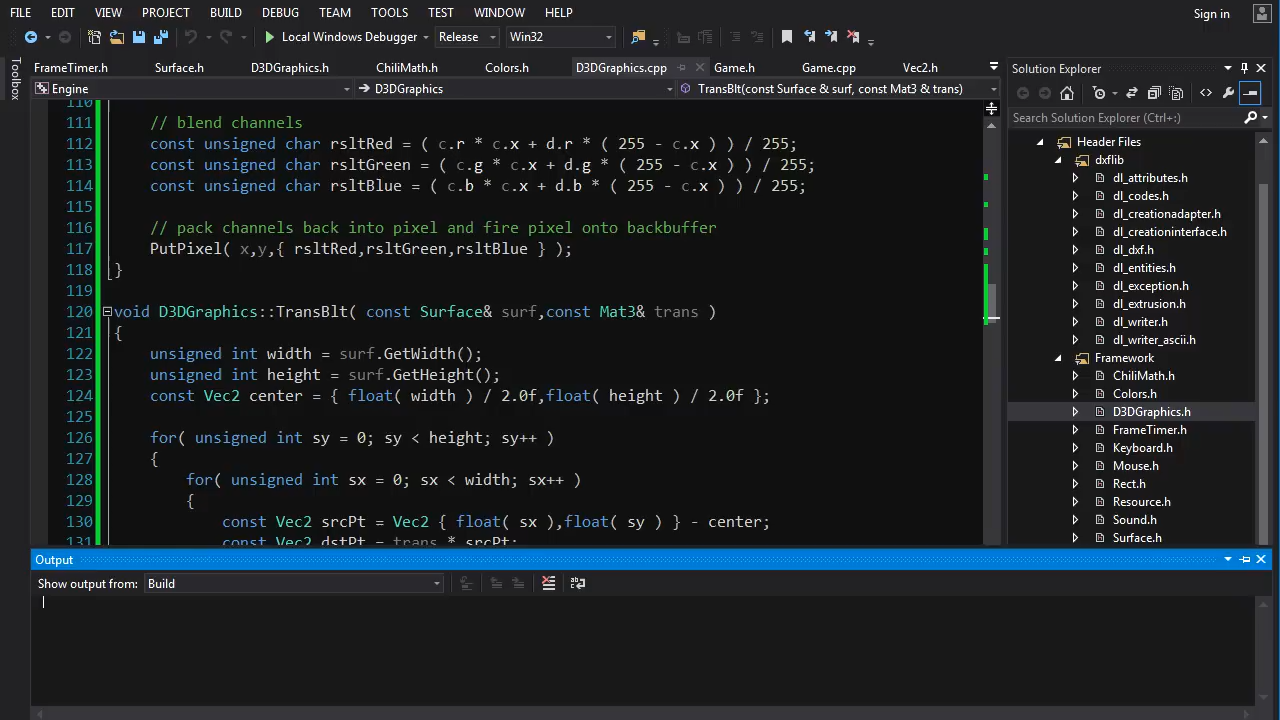 FILE EDIT VIEW PROJECT BUILD DEBUG TEAM TOOLS TEST WINDOW HELP Sign in
Local Windows Debugger Release Win32
Toolbox
FrameTimer.h Surface.h D3DGraphics.h ChiliMath.h Colors.h D3DGraphics.cpp Game.h Game.cpp Vec2.h
Engine D3DGraphics TransBlt(const Surface & surf, const Mat3 & trans)
110
111 // blend channels
112 const unsigned char rsltRed = ( c.r * c.x + d.r * ( 255 - c.x ) ) / 255;
113 const unsigned char rsltGreen = ( c.g * c.x + d.g * ( 255 - c.x ) ) / 255;
114 const unsigned char rsltBlue = ( c.b * c.x + d.b * ( 255 - c.x ) ) / 255;
115
116 // pack channels back into pixel and fire pixel onto backbuffer
117 PutPixel( x,y,{ rsltRed,rsltGreen,rsltBlue } );
118 }
119
120 void D3DGraphics::TransBlt( const Surface& surf,const Mat3& trans )
121 {
122 unsigned int width = surf.GetWidth();
123 unsigned int height = surf.GetHeight();
124 const Vec2 center = { float( width ) / 2.0f,float( height ) / 2.0f };
125
126 for( unsigned int sy = 0; sy < height; sy++ )
127 {
128 for( unsigned int sx = 0; sx < width; sx++ )
129 {
130 const Vec2 srcPt = Vec2 { float( sx ),float( sy ) } - center;
131 const Vec2 dstPt = trans * srcPt;
Solution Explorer
Search Solution Explorer (Ctrl+;)
Header Files
dxflib
dl_attributes.h
dl_codes.h
dl_creationadapter.h
dl_creationinterface.h
dl_dxf.h
dl_entities.h
dl_exception.h
dl_extrusion.h
dl_writer.h
dl_writer_ascii.h
Framework
ChiliMath.h
Colors.h
D3DGraphics.h
FrameTimer.h
Keyboard.h
Mouse.h
Rect.h
Resource.h
Sound.h
Surface.h
Output
Show output from: Build